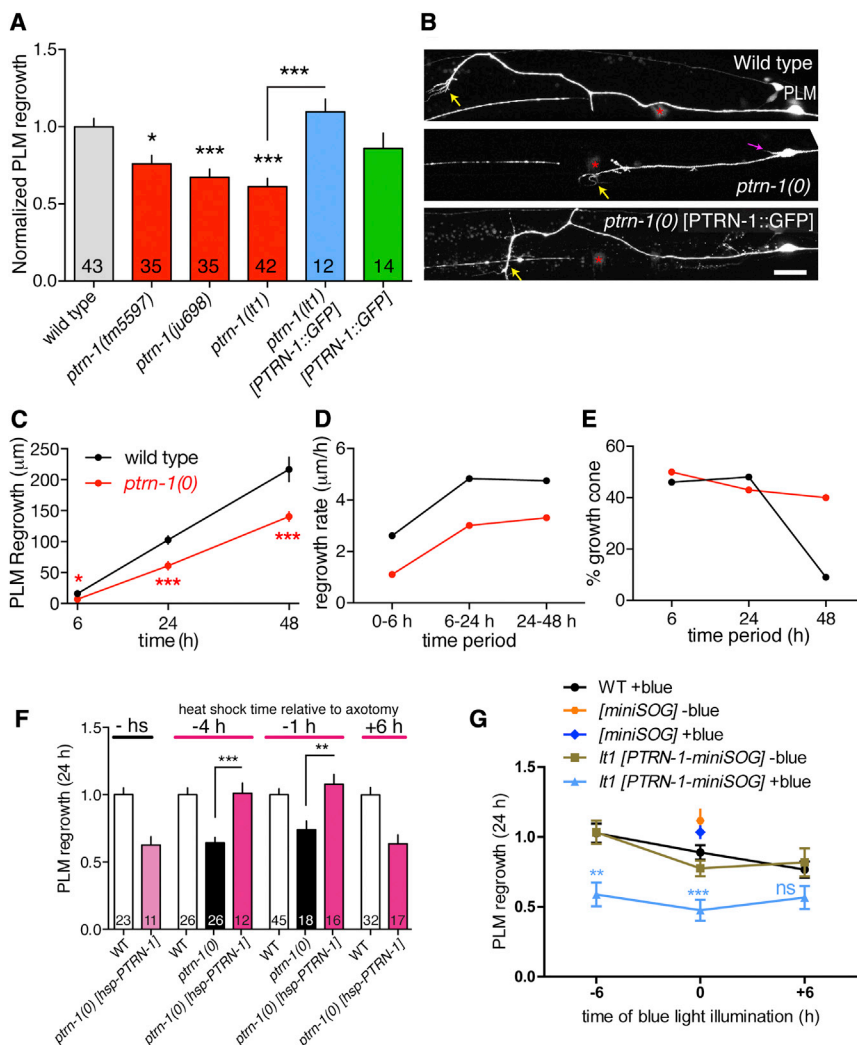 A
Normalized PLM regrowth
1.5
1.0
0.5
0.0
*
***
***
***
43
35
35
42
12
14
wild type
ptrn-1(tm5597)
ptrn-1(ju698)
ptrn-1(lt1)
ptrn-1(lt1)
[PTRN-1::GFP]
[PTRN-1::GFP]
B
Wild type
PLM
*
ptrn-1(0)
*
ptrn-1(0) [PTRN-1::GFP]
*
C
PLM Regrowth (μm)
250
200
150
100
50
0
wild type
ptrn-1(0)
*
***
***
6
24
48
time (h)
D
regrowth rate (μm/h)
6
4
2
0
0-6 h
6-24 h
24-48 h
time period
E
% growth cone
60
40
20
0
6
24
48
time period (h)
F
heat shock time relative to axotomy
- hs
-4 h
-1 h
+6 h
PLM regrowth (24 h)
1.5
1.0
0.5
0
***
**
23
11
26
26
12
45
18
16
32
17
WT
ptrn-1(0) [hsp-PTRN-1]
WT
ptrn-1(0)
ptrn-1(0) [hsp-PTRN-1]
WT
ptrn-1(0)
ptrn-1(0) [hsp-PTRN-1]
WT
ptrn-1(0) [hsp-PTRN-1]
G
WT +blue
[miniSOG] -blue
[miniSOG] +blue
lt1 [PTRN-1-miniSOG] -blue
lt1 [PTRN-1-miniSOG] +blue
PLM regrowth (24 h)
1.5
1.0
0.5
0.0
**
***
ns
-6
0
+6
time of blue light illumination (h)